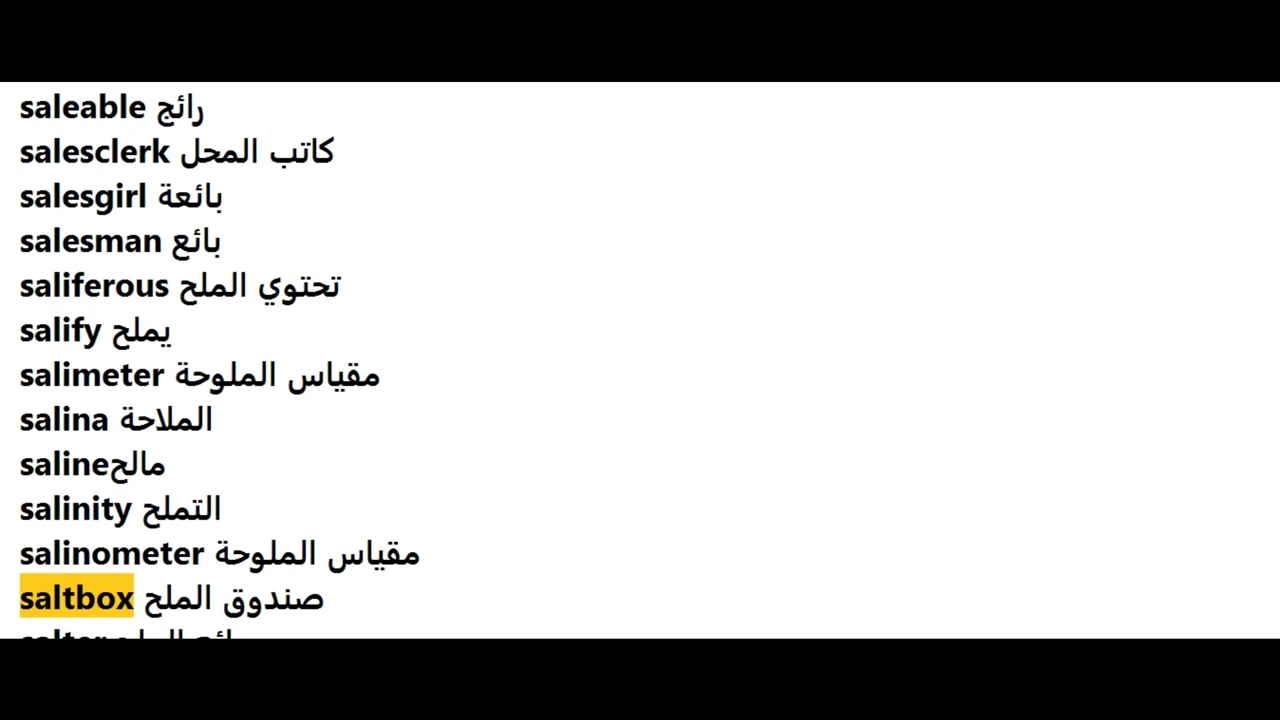 saleable رائج
salesclerk كاتب المحل
salesgirl بائعة
salesman بائع
saliferous تحتوي الملح
salify يملح
salimeter مقياس الملوحة
salina الملاحة
salineمالح
salinity التملح
salinometer مقياس الملوحة
saltbox صندوق الملح